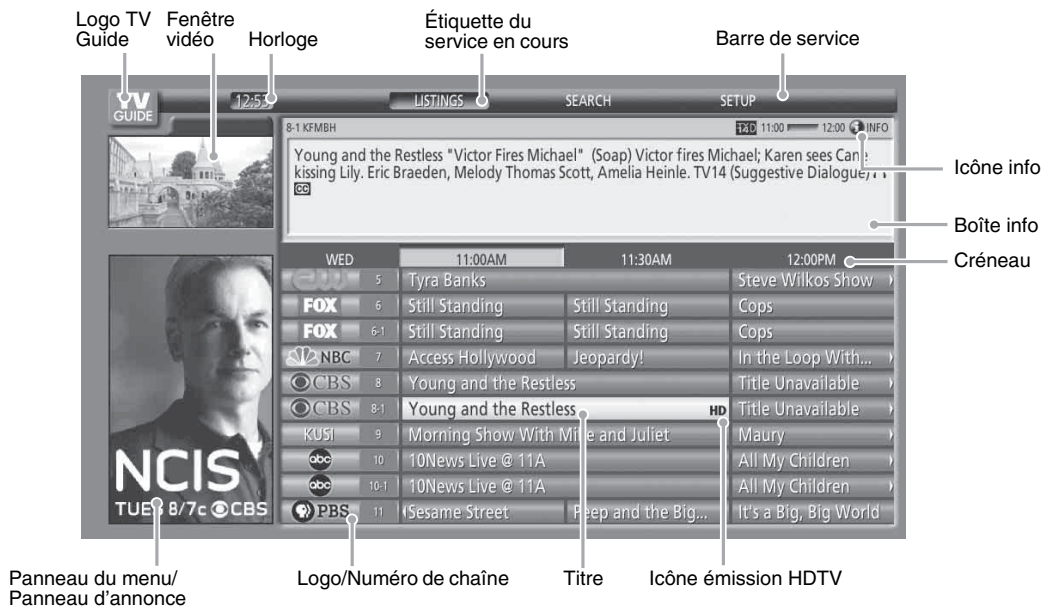 Logo TV
Guide
Fenêtre
vidéo
Horloge
Étiquette du
service en cours
Barre de service
TV
GUIDE
12:53
LISTINGS
SEARCH
SETUP
8-1 KFMBH
11:00
12:00
i INFO
Young and the Restless "Victor Fires Michael" (Soap) Victor fires Michael; Karen sees Cane
kissing Lily. Eric Braeden, Melody Thomas Scott, Amelia Heinle. TV14 (Suggestive Dialogue)
CC
Icône info
Boîte info
WED 11:00AM 11:30AM 12:00PM
Créneau
CW 5 Tyra Banks Steve Wilkos Show
FOX 6 Still Standing Still Standing Cops
FOX 6-1 Still Standing Still Standing Cops
NBC 7 Access Hollywood Jeopardy! In the Loop With...
CBS 8 Young and the Restless Title Unavailable
CBS 8-1 Young and the Restless HD Title Unavailable
KUSI 9 Morning Show With Mike and Juliet Maury
abc 10 10News Live @ 11A All My Children
abc 10-1 10News Live @ 11A All My Children
PBS 11 Sesame Street Peep and the Big... It's a Big, Big World
NCIS
TUES 8/7c CBS
Panneau du menu/
Panneau d'annonce
Logo/Numéro de chaîne
Titre
Icône émission HDTV